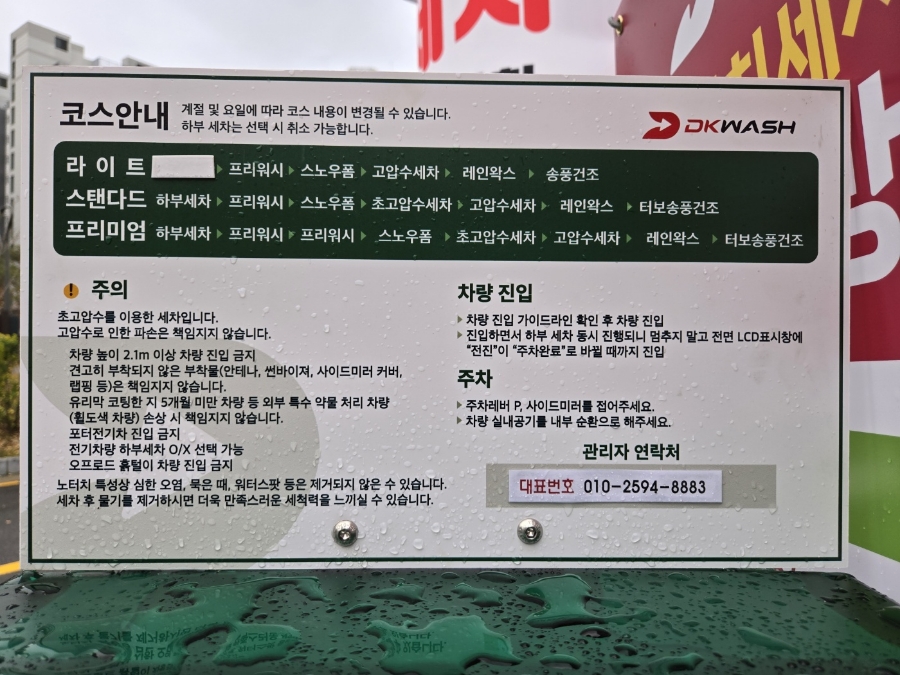 코스안내
계절 및 요일에 따라 코스 내용이 변경될 수 있습니다.
하부 세차는 선택 시 취소 가능합니다.
DKWASH
라이트 프리워시 스노우폼 고압수세차 레인왁스 송풍건조
스탠다드 하부세차 프리워시 스노우폼 초고압수세차 고압수세차 레인왁스 터보송풍건조
프리미엄 하부세차 프리워시 프리워시 스노우폼 초고압수세차 고압수세차 레인왁스 터보송풍건조
주의
초고압수를 이용한 세차입니다.
고압수로 인한 파손은 책임지지 않습니다.
차량 높이 2.1m 이상 차량 진입 금지
견고히 부착되지 않은 부착물(안테나, 썬바이져, 사이드미러 커버,
랩핑 등)은 책임지지 않습니다.
유리막 코팅한 지 5개월 미만 차량 등 외부 특수 약물 처리 차량
(휠도색 차량) 손상 시 책임지지 않습니다.
포터전기차 진입 금지
전기차량 하부세차 O/X 선택 가능
오프로드 흙털이 차량 진입 금지
노터치 특성상 심한 오염, 묵은 때, 워터스팟 등은 제거되지 않은 수 있습니다.
세차 후 물기를 제거하시면 더욱 만족스러운 세척력을 느끼실 수 있습니다.
차량 진입
차량 진입 가이드라인 확인 후 차량 진입
진입하면서 하부 세차 동시 진행되니 멈추지 말고 전면 LCD표시창에
“전진”이 “주차완료”로 바뀔 때까지 진입
주차
주차레버 P, 사이드미러를 접어주세요.
차량 실내공기를 내부 순환으로 해주세요.
관리자 연락처
대표번호 010-2594-8883